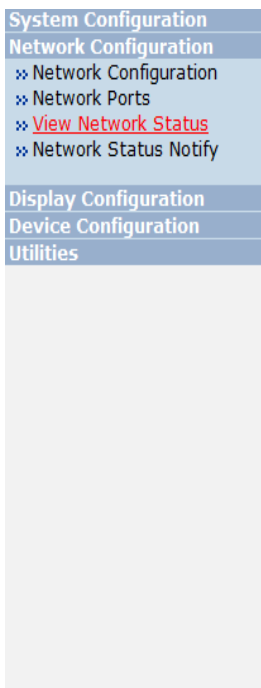 System Configuration
Network Configuration
» Network Configuration
» Network Ports
» View Network Status
» Network Status Notify
Display Configuration
Device Configuration
Utilities